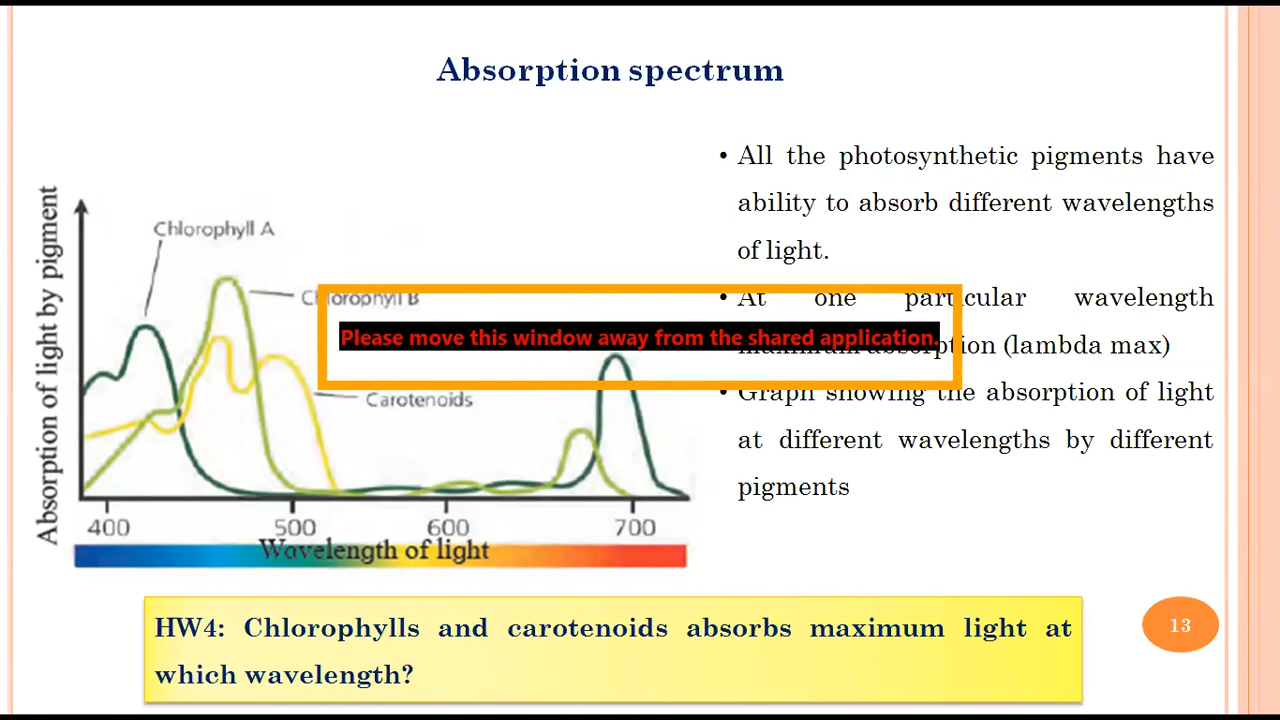 Absorption spectrum
• All the photosynthetic pigments have
ability to absorb different wavelengths
of light.
• At one particular wavelength
maximum absorption (lambda max)
• Graph showing the absorption of light
at different wavelengths by different
pigments
Absorption of light by pigment
Chlorophyll A
Chlorophyll B
Please move this window away from the shared application.
Carotenoids
400 500 600 700
Wavelength of light
HW4: Chlorophylls and carotenoids absorbs maximum light at
which wavelength?
13